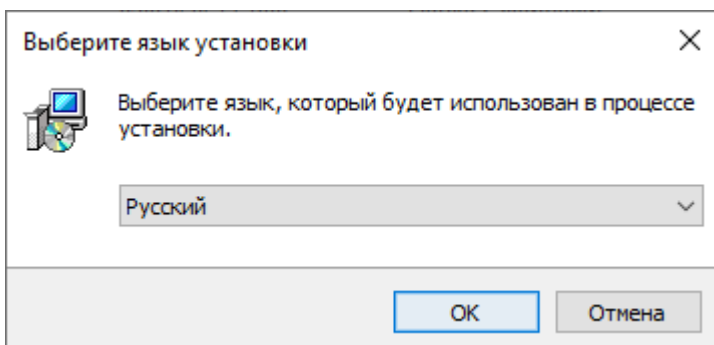 Выберите язык установки
Выберите язык, который будет использован в процессе
установки.
Русский
OK
Отмена